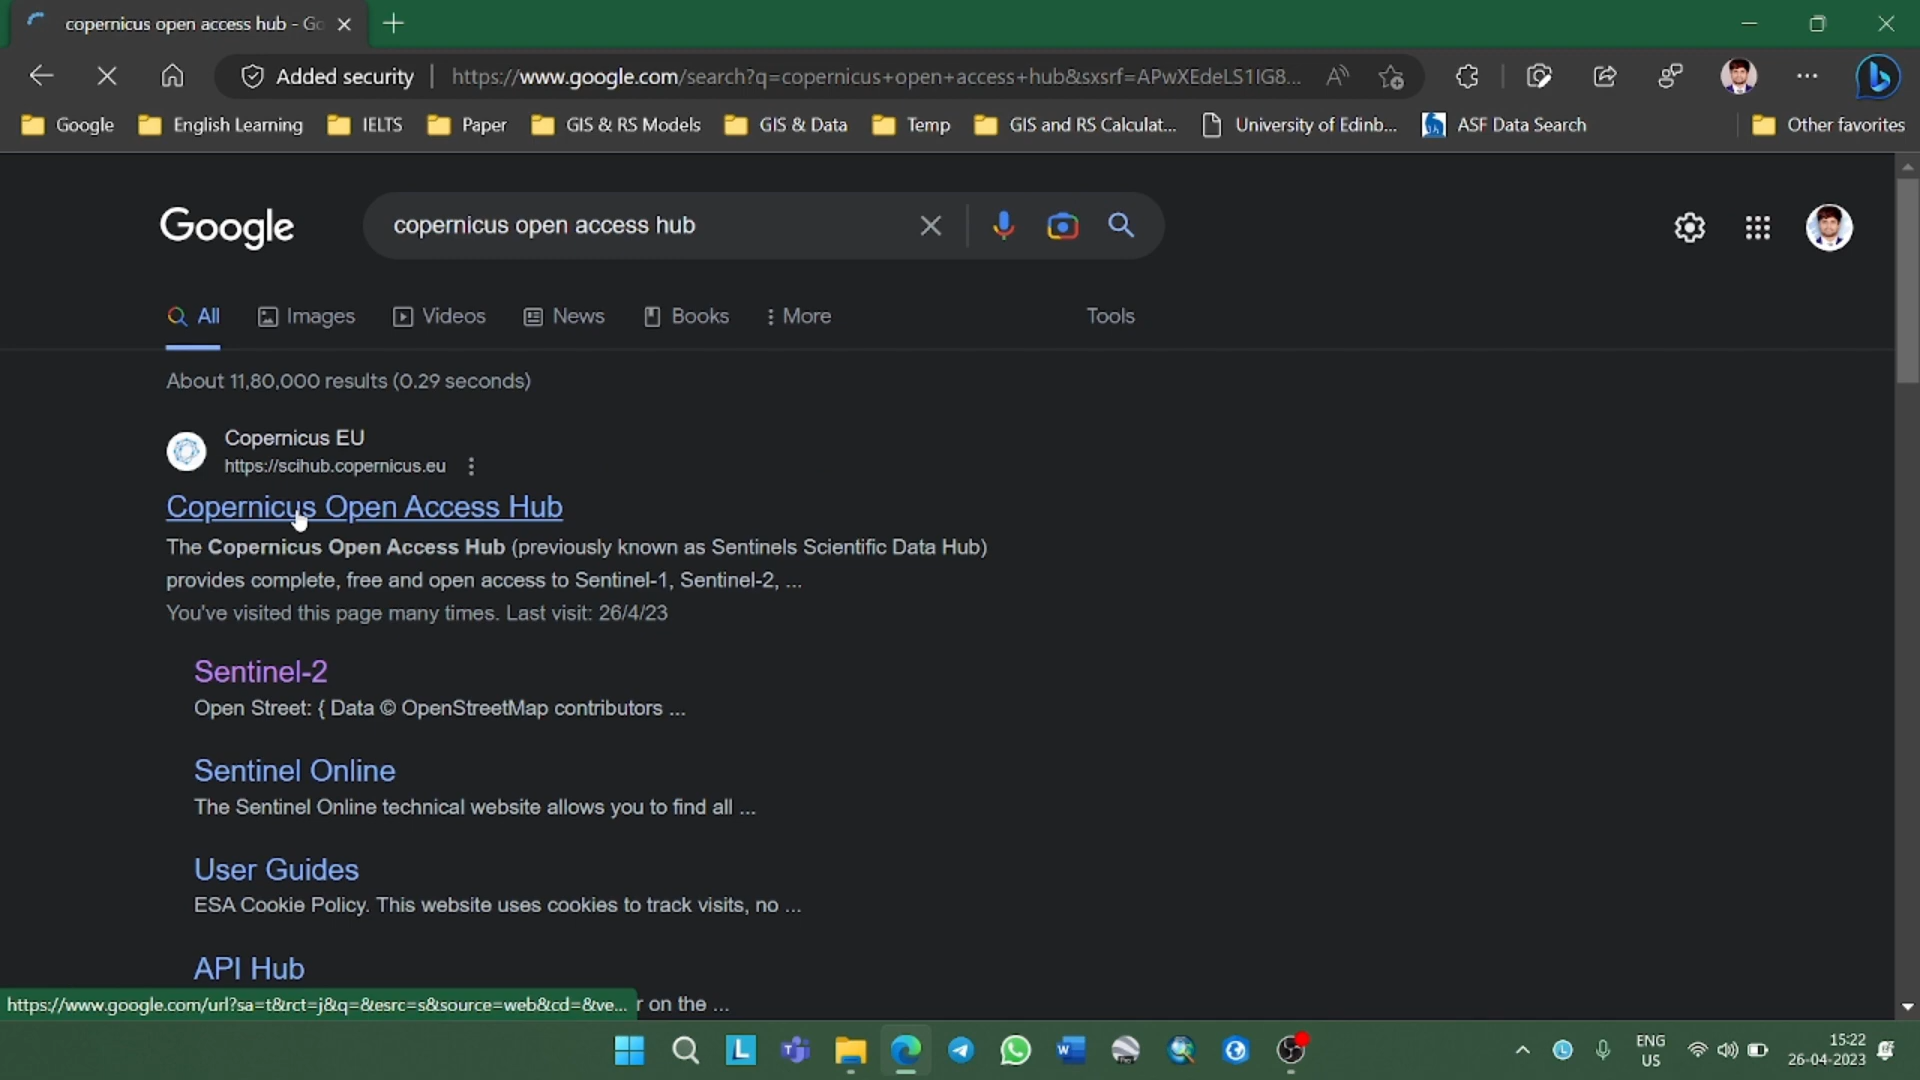 copernicus open access hub - Go
Added security
https://www.google.com/search?q=copernicus+open+access+hub&sxsrf=APwXEdeLS1IG8...
Google
English Learning
IELTS
Paper
GIS & RS Models
GIS & Data
Temp
GIS and RS Calculat...
University of Edinb...
ASF Data Search
Other favorites
Google
copernicus open access hub
All
Images
Videos
News
Books
More
Tools
About 11,80,000 results (0.29 seconds)
Copernicus EU
https://scihub.copernicus.eu
Copernicus Open Access Hub
The Copernicus Open Access Hub (previously known as Sentinels Scientific Data Hub)
provides complete, free and open access to Sentinel-1, Sentinel-2, ...
You've visited this page many times. Last visit: 26/4/23
Sentinel-2
Open Street: { Data © OpenStreetMap contributors ...
Sentinel Online
The Sentinel Online technical website allows you to find all ...
User Guides
ESA Cookie Policy. This website uses cookies to track visits, no ...
API Hub
https://www.google.com/url?sa=t&rct=j&q=&esrc=s&source=web&cd=&ve...
r on the ...
ENG
US
15:22
26-04-2023